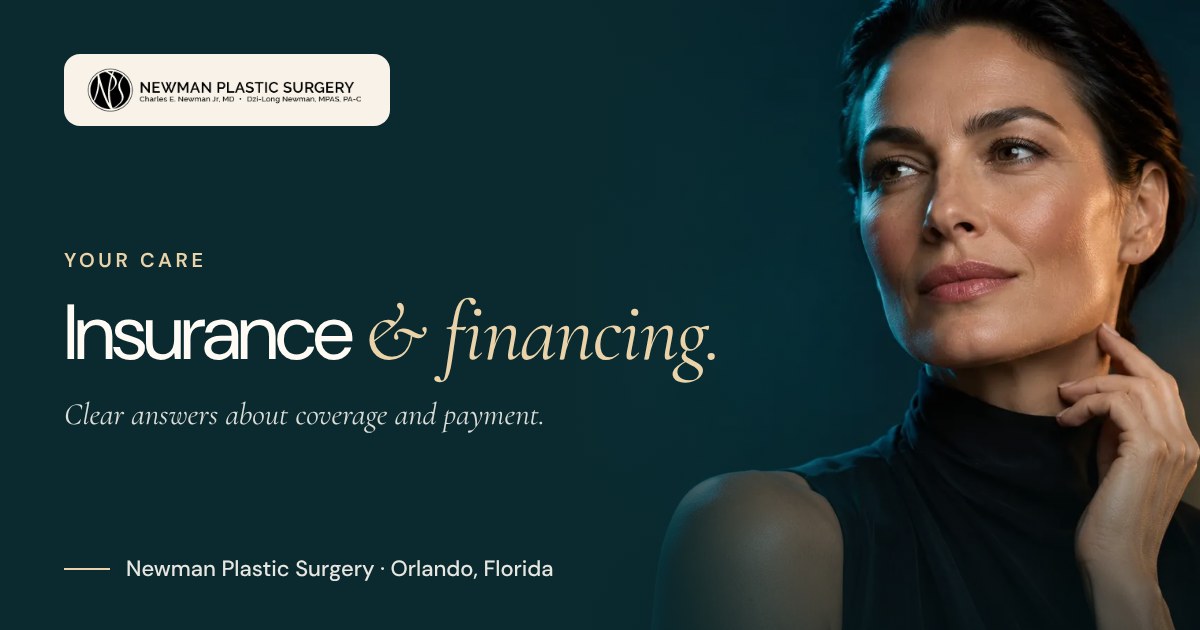 NPS
NEWMAN PLASTIC SURGERY
Charles E. Newman Jr, MD • Dzi-Long Newman, MPAS, PA-C
YOUR CARE
Insurance & financing.
Clear answers about coverage and payment.
Newman Plastic Surgery · Orlando, Florida